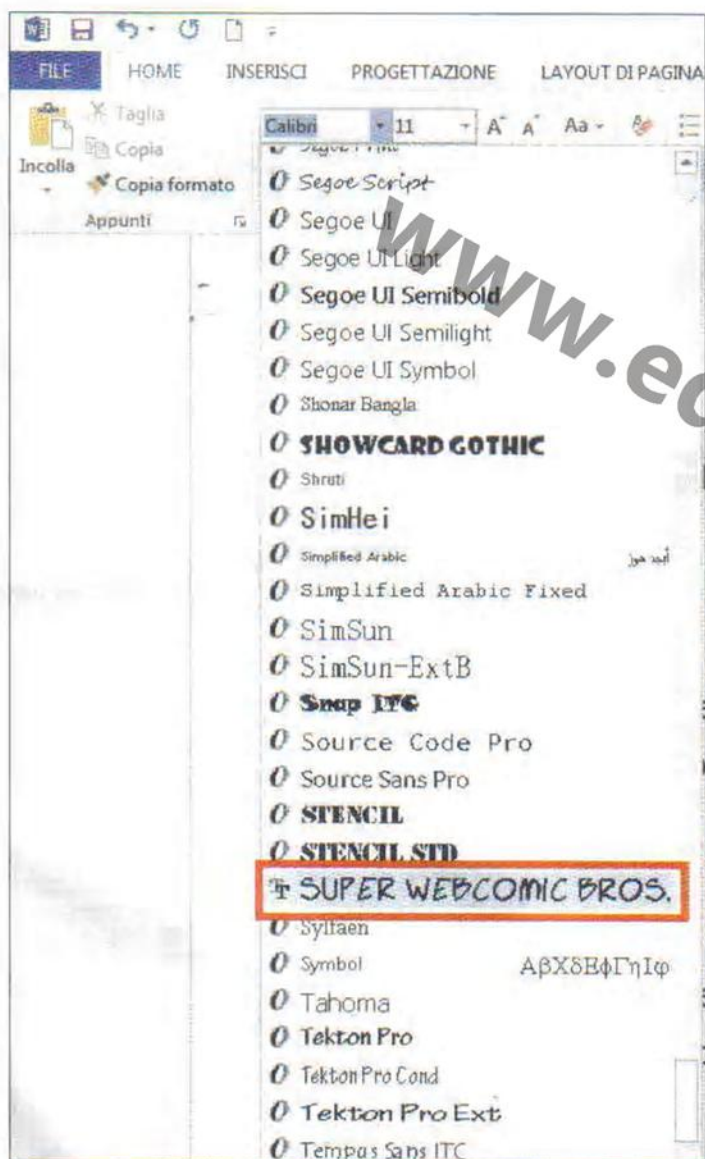 FILE HOME INSERISCI PROGETTAZIONE LAYOUT DI PAGINA
Taglia
Copia
Incolla
Copia formato
Appunti
Calibri 11 A A Aa
Segoe Print
Segoe Script
Segoe UI
Segoe UI Light
Segoe UI Semibold
Segoe UI Semilight
Segoe UI Symbol
Shonar Bangla
SHOWCARD GOTHIC
Shruti
SimHei
Simplified Arabic أبجد هوز
Simplified Arabic Fixed
SimSun
SimSun-ExtB
Snap ITC
Source Code Pro
Source Sans Pro
STENCIL
STENCIL STD
SUPER WEBCOMIC BROS.
Sylfaen
Symbol ΑβΧδΕφΓηΙφ
Tahoma
Tekton Pro
Tekton Pro Cond
Tekton Pro Ext
Tempus Sans ITC
www.ec